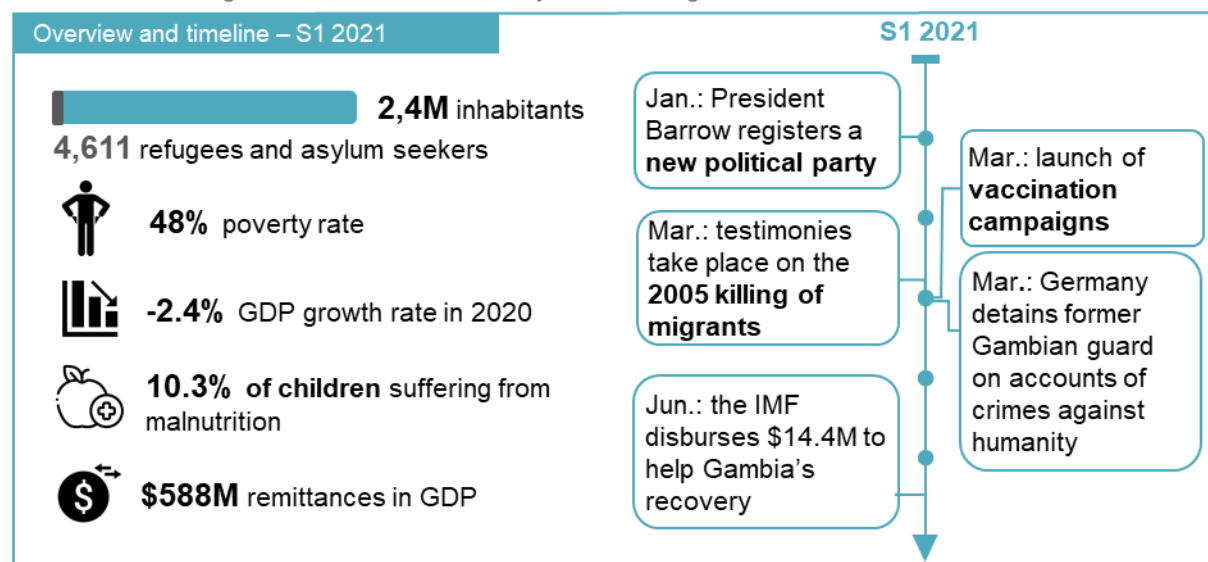 Overview and timeline – S1 2021
2,4M inhabitants
4,611 refugees and asylum seekers
48% poverty rate
-2.4% GDP growth rate in 2020
10.3% of children suffering from
malnutrition
$588M remittances in GDP
S1 2021
Jan.: President
Barrow registers a
new political party
Mar.: launch of
vaccination
campaigns
Mar.: testimonies
take place on the
2005 killing of
migrants
Mar.: Germany
detains former
Gambian guard
on accounts of
crimes against
humanity
Jun.: the IMF
disburses $14.4M to
help Gambia's
recovery